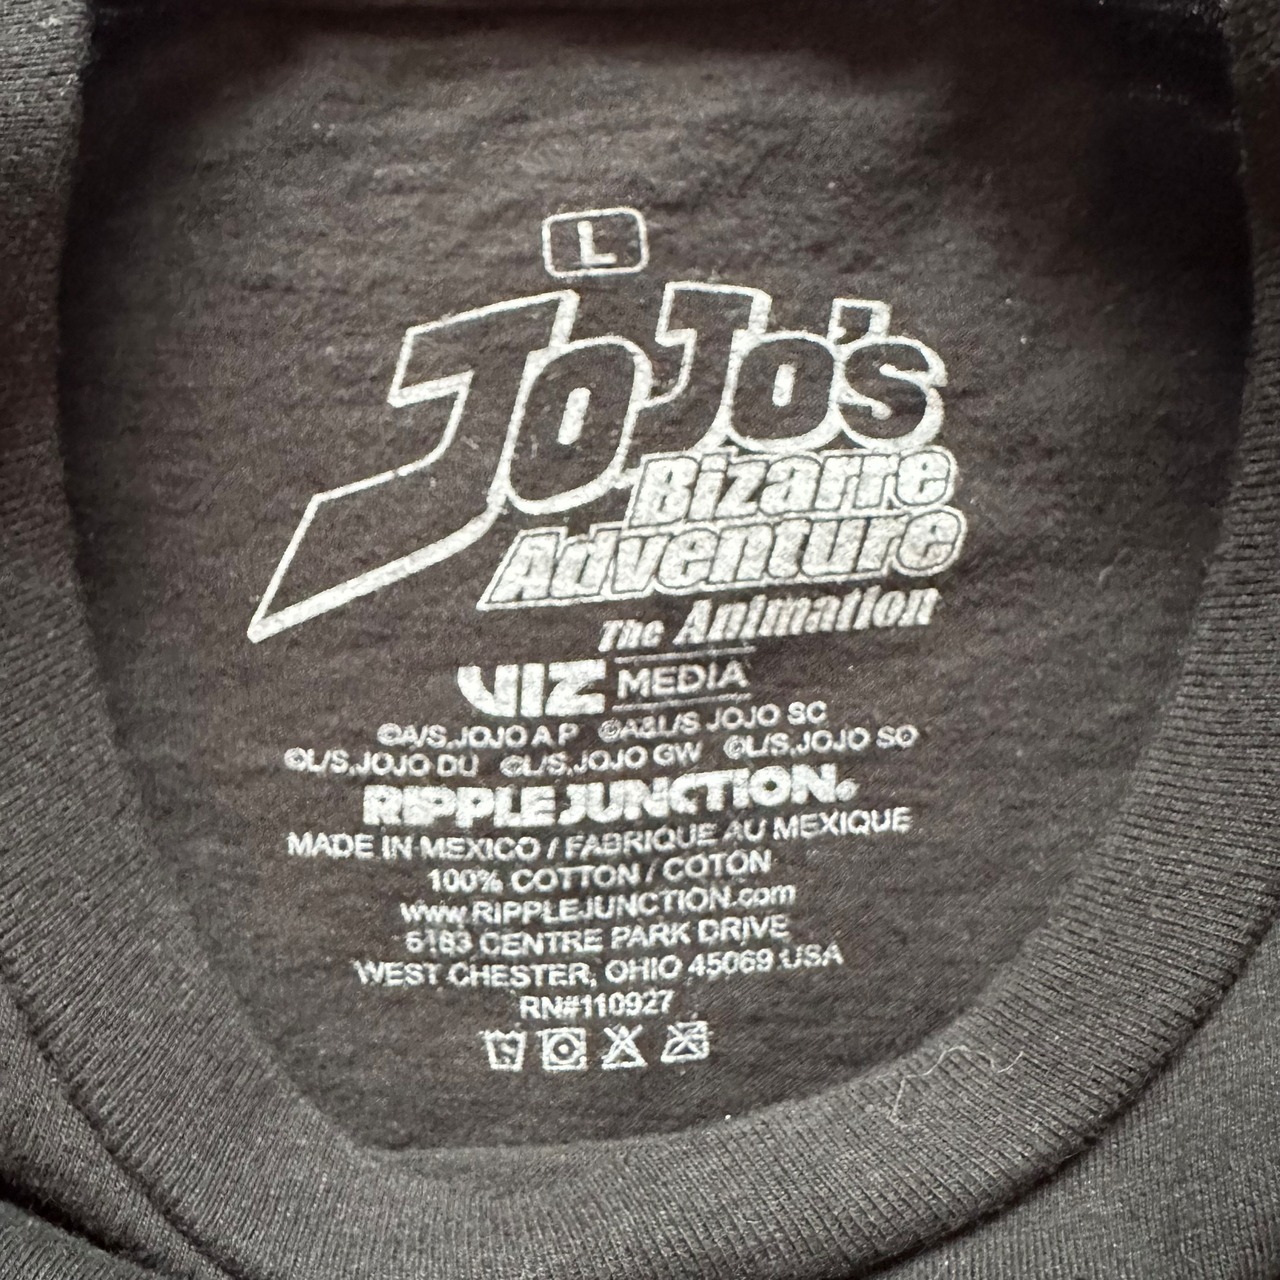 L
JoJo's
Bizarre
Adventure
The Animation
VIZ MEDIA
©A/S,JOJO A P ©A&L/S JOJO SC
©L/S,JOJO DU ©L/S,JOJO GW ©L/S,JOJO SO
RIPPLE JUNCTION®
MADE IN MEXICO / FABRIQUE AU MEXIQUE
100% COTTON / COTON
www.RIPPLEJUNCTION.com
6183 CENTRE PARK DRIVE
WEST CHESTER, OHIO 45069 USA
RN#110927